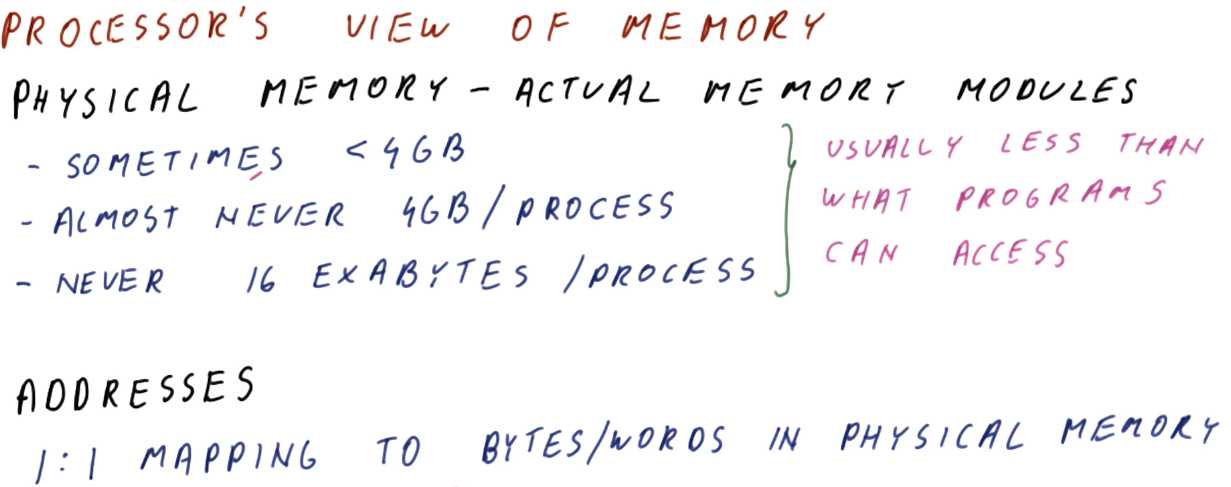 PROCESSOR'S VIEW OF MEMORY
PHYSICAL MEMORY - ACTUAL MEMORY MODULES
- SOMETIMES < 4GB
- ALMOST NEVER 4GB/PROCESS
- NEVER 16 EXABYTES /PROCESS
USUALLY LESS THAN
WHAT PROGRAMS
CAN ACCESS
ADDRESSES
1:1 MAPPING TO BYTES/WORDS IN PHYSICAL MEMORY